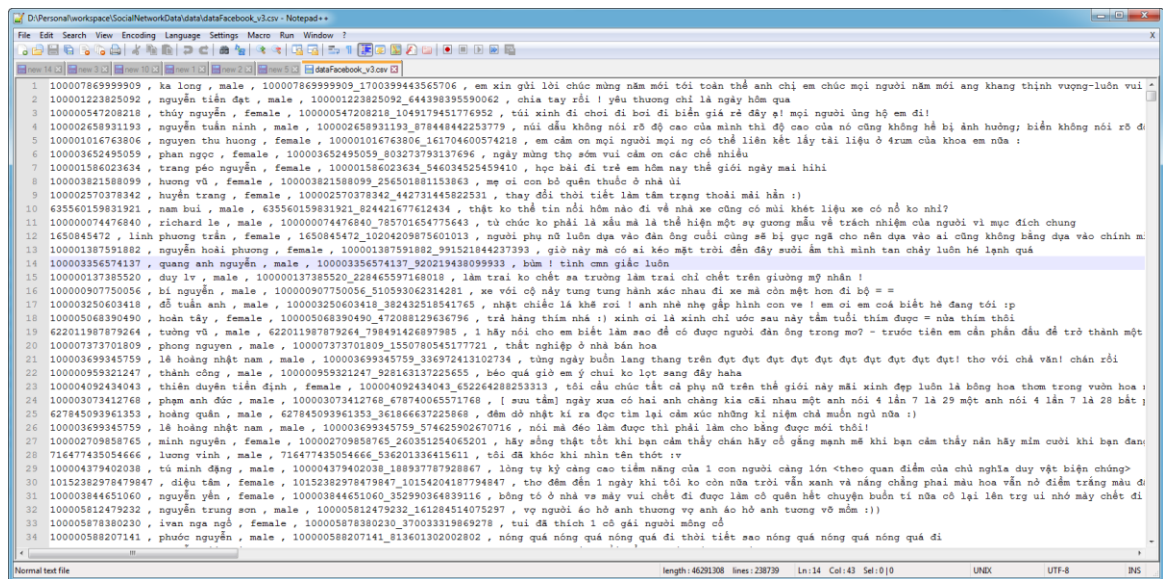 D:\Personal\workspace\SocialNetworkData\data\dataFacebook_v3.csv - Notepad++
File Edit Search View Encoding Language Settings Macro Run Window ? X
new 14 new 3 new 10 new 1 new 2 new 5 dataFacebook_v3.csv
1 100007869999909 , ka long , male , 100007869999909_1700399443565706 , em xin gửi lời chúc mừng năm mới tới toàn thể anh chị em chúc mọi người năm mới ang khang thịnh vượng-luôn vui
2 100001223825092 , nguyễn tiến đạt , male , 100001223825092_644398395590062 , chia tay rồi ! yêu thương chỉ là ngày hôm qua
3 100000547208218 , thúy nguyễn , female , 100000547208218_1049179451776952 , túi xinh đi chơi đi bơi đi biển giá rẻ đây ạ! mọi người ủng hộ em đi!
4 100002658931193 , nguyễn tuấn ninh , male , 100002658931193_878448442253779 , núi dẫu không nói rõ độ cao của mình thì độ cao của nó cũng không hề bị ảnh hưởng; biển không nói rõ
5 100001016763806 , nguyen thu huong , female , 100001016763806_161704600574218 , em cảm ơn mọi người mọi ng có thể liên kết lấy tài liệu ở 4rum của khoa em nữa :
6 100003652495059 , phan ngọc , female , 100003652495059_803273793137696 , ngày mừng thọ sớm vui cảm ơn các chế nhiều
7 100001586023634 , trang péo nguyễn , female , 100001586023634_546034525459410 , học bài đi trẻ em hôm nay thế giới ngày mai hihi
8 100003821588099 , huong vũ , female , 100003821588099_256501881153863 , mẹ ơi con bỏ quên thuốc ở nhà ùi
9 100002570378342 , huyền trang , female , 100002570378342_442731445822531 , thay đổi thời tiết làm tâm trạng thoải mái hẳn :)
10 635560159831921 , nam bui , male , 635560159831921_824421677612434 , thật ko thể tin nổi hôm nào đi về nhà xe cũng có mùi khét liệu xe có nổ ko nhỉ?
11 100000074476840 , richard le , male , 100000074476840_785701654775643 , từ chức ko phải là xấu mà là thể hiện một sự gương mẫu về trách nhiệm của người vì mục đích chung
12 1650845472 , linh phương trần , female , 1650845472_10204209875601013 , người phụ nữ luôn dựa vào đàn ông cuối cùng sẽ bị gục ngã cho nên dựa vào ai cũng không bằng dựa vào chính
13 100001387591882 , nguyễn hoài phương , female , 100001387591882_991521844237393 , giờ này mà có ai kéo mặt trời đến đây sưởi ấm thì mình tan chảy luôn hé lạnh quá
14 100003356574137 , quang anh nguyễn , male , 100003356574137_920219438099933 , bùm ! tỉnh cmn giấc luôn
15 100000137385520 , duy lv , male , 100000137385520_228465597168018 , làm trai ko chết sa trường làm trai chỉ chết trên giường mỹ nhân !
16 100000907750056 , bi nguyễn , male , 100000907750056_510593062314281 , xe với cộ này tung tung hành xác nhau đi xe mà còn mệt hơn đi bộ = =
17 100003250603418 , đỗ tuấn anh , male , 100003250603418_382432518541765 , nhặt chiếc lá khẽ rơi ! anh nhè nhẹ gấp hình con ve ! em ơi em coá biết hè đang tới :p
18 100005068390490 , hoàn tây , female , 100005068390490_472088129636796 , trả hàng thím nhá :) xinh ơi là xinh chỉ ước sau này tầm tuổi thím được = nửa thím thôi
19 622011987879264 , tường vũ , male , 622011987879264_798491426897985 , 1 hãy nói cho em biết làm sao để có được người đàn ông trong mơ? - trước tiên em cần phấn đấu để trở thành một
20 100007373701809 , phong nguyen , male , 100007373701809_1550780545177721 , thất nghiệp ở nhà bán hoa
21 100003699345759 , lê hoàng nhật nam , male , 100003699345759_336972413102734 , từng ngày buồn lang thang trên đụt đụt đụt đụt đụt đụt đụt đụt đụt đụt! thơ với chả văn! chán rồi
22 100000959321247 , thành công , male , 100000959321247_928163137225655 , béo quá giờ em ý chui ko lọt sang đây haha
23 100004092434043 , thiên duyên tiền định , female , 100004092434043_652264288253313 , tôi cầu chúc tất cả phụ nữ trên thế giới này mãi xinh đẹp luôn là bông hoa thơm trong vườn hoa
24 100003073412768 , phạm anh đức , male , 100003073412768_678740065571768 , [ sưu tầm] ngày xưa có hai anh chàng kia cãi nhau một anh nói 4 lần 7 là 29 một anh nói 4 lần 7 là 28 bất
25 627845093961353 , hoàng quân , male , 627845093961353_361866637225868 , đêm dở nhật kí ra đọc tìm lại cảm xúc những kỉ niệm chả muốn ngủ nữa :)
26 100003699345759 , lê hoàng nhật nam , male , 100003699345759_574625902670716 , nói mà đéo làm được thì phải làm cho bằng được mới thôi!
27 100002709858765 , minh nguyên , female , 100002709858765_260351254065201 , hãy sống thật tốt khi bạn cảm thấy chán hãy cố gắng mạnh mẽ khi bạn cảm thấy nản hãy mỉm cười khi bạn
28 716477435054666 , lương vinh , male , 716477435054666_536201336415611 , tôi đã khóc khi nhìn tên thớt :v
29 100004379402038 , tú minh đặng , male , 100004379402038_188937787928867 , lòng tự kỷ càng cao tiềm năng của 1 con người càng lớn <theo quan điểm của chủ nghĩa duy vật biện chứng>
30 10152382978479847 , diệu tâm , female , 10152382978479847_10154204187794847 , thơ đêm đến 1 ngày khi tôi ko còn nữa trời vẫn xanh và nắng chẳng phai màu hoa vẫn nở điểm trắng màu
31 100003844651060 , nguyễn yến , female , 100003844651060_352990364839116 , bông tó ở nhà vs máy vui chết đi được làm cô quên hết chuyện buồn tí nữa cô lại lên trg ui nhớ máy chết đi
32 100005812479232 , nguyễn trung sơn , male , 100005812479232_161284514075297 , vợ người áo hở anh thương vợ anh áo hở anh tương vỡ mồm :))
33 100005878380230 , ivan nga ngố , female , 100005878380230_370033319869278 , tui đã thích 1 cô gái người mông cổ
34 100000588207141 , phước nguyễn , male , 100000588207141_813601302002802 , nóng quá nóng quá nóng quá đi thời tiết sao nóng quá nóng quá nóng quá đi
Normal text file length : 46291308 lines : 238739 Ln : 14 Col : 43 Sel : 0 | 0 UNIX UTF-8 INS